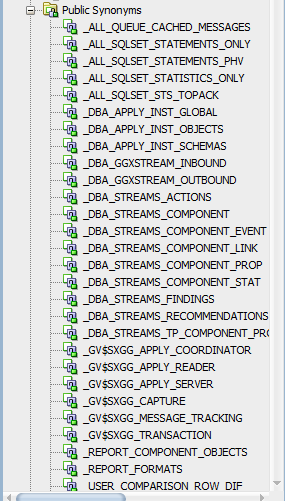 Public Synonyms
_ALL_QUEUE_CACHED_MESSAGES
_ALL_SQLSET_STATEMENTS_ONLY
_ALL_SQLSET_STATEMENTS_PHV
_ALL_SQLSET_STATISTICS_ONLY
_ALL_SQLSET_STS_TOPACK
_DBA_APPLY_INST_GLOBAL
_DBA_APPLY_INST_OBJECTS
_DBA_APPLY_INST_SCHEMAS
_DBA_GGXSTREAM_INBOUND
_DBA_GGXSTREAM_OUTBOUND
_DBA_STREAMS_ACTIONS
_DBA_STREAMS_COMPONENT
_DBA_STREAMS_COMPONENT_EVENT
_DBA_STREAMS_COMPONENT_LINK
_DBA_STREAMS_COMPONENT_PROP
_DBA_STREAMS_COMPONENT_STAT
_DBA_STREAMS_FINDINGS
_DBA_STREAMS_RECOMMENDATIONS
_DBA_STREAMS_TP_COMPONENT_PRO
_GV$SXGG_APPLY_COORDINATOR
_GV$SXGG_APPLY_READER
_GV$SXGG_APPLY_SERVER
_GV$SXGG_CAPTURE
_GV$SXGG_MESSAGE_TRACKING
_GV$SXGG_TRANSACTION
_REPORT_COMPONENT_OBJECTS
_REPORT_FORMATS
_USER_COMPARISON_ROW_DIF